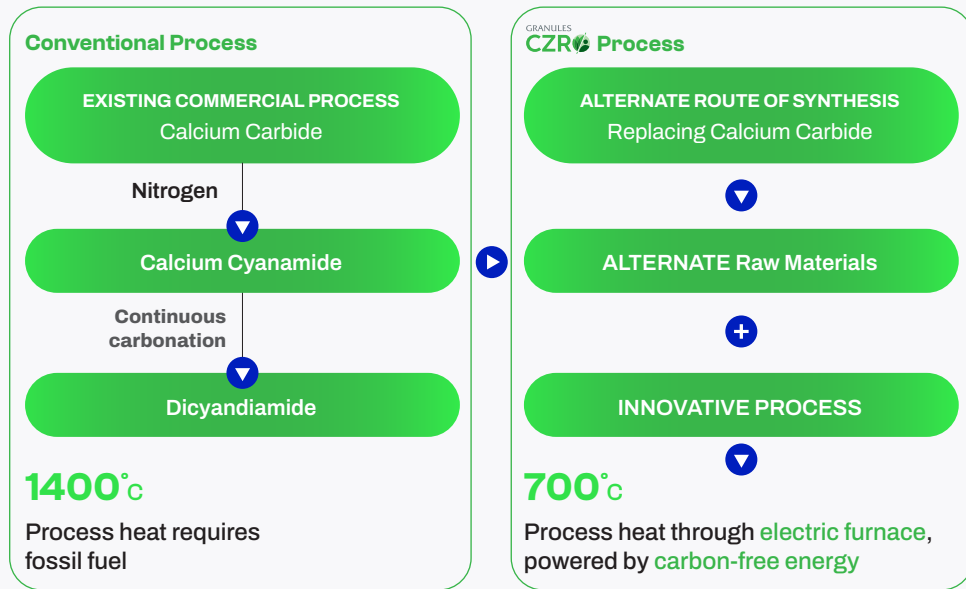 Conventional Process
EXISTING COMMERCIAL PROCESS
Calcium Carbide
Nitrogen
Calcium Cyanamide
Continuous
carbonation
Dicyandiamide
1400°C
Process heat requires
fossil fuel
GRANULES
CZRO Process
ALTERNATE ROUTE OF SYNTHESIS
Replacing Calcium Carbide
ALTERNATE Raw Materials
INNOVATIVE PROCESS
700°C
Process heat through electric furnace,
powered by carbon-free energy